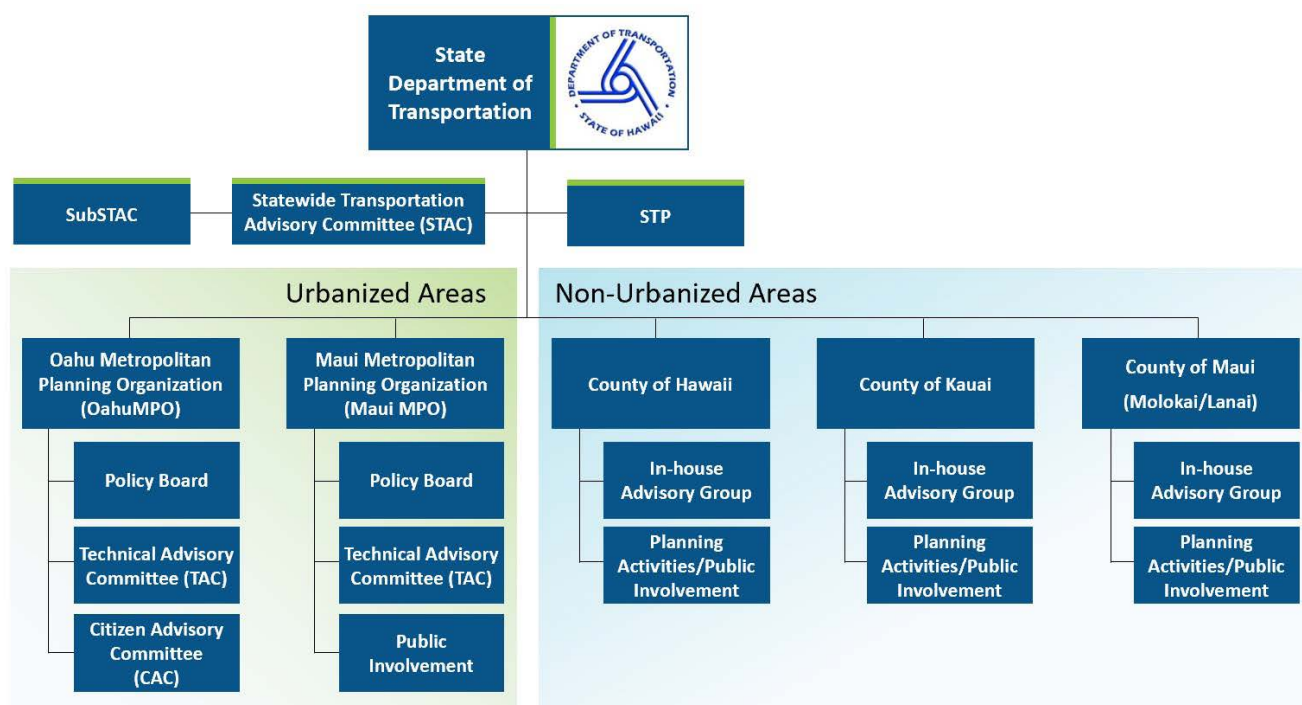 State
Department of
Transportation
DEPARTMENT OF TRANSPORTATION
• STATE OF HAWAII •
SubSTAC
Statewide Transportation
Advisory Committee (STAC)
STP
Urbanized Areas
Non-Urbanized Areas
Oahu Metropolitan
Planning Organization
(OahuMPO)
Maui Metropolitan
Planning Organization
(Maui MPO)
County of Hawaii
County of Kauai
County of Maui
(Molokai/Lanai)
Policy Board
Policy Board
In-house
Advisory Group
In-house
Advisory Group
In-house
Advisory Group
Technical Advisory
Committee (TAC)
Technical Advisory
Committee (TAC)
Planning
Activities/Public
Involvement
Planning
Activities/Public
Involvement
Planning
Activities/Public
Involvement
Citizen Advisory
Committee
(CAC)
Public
Involvement